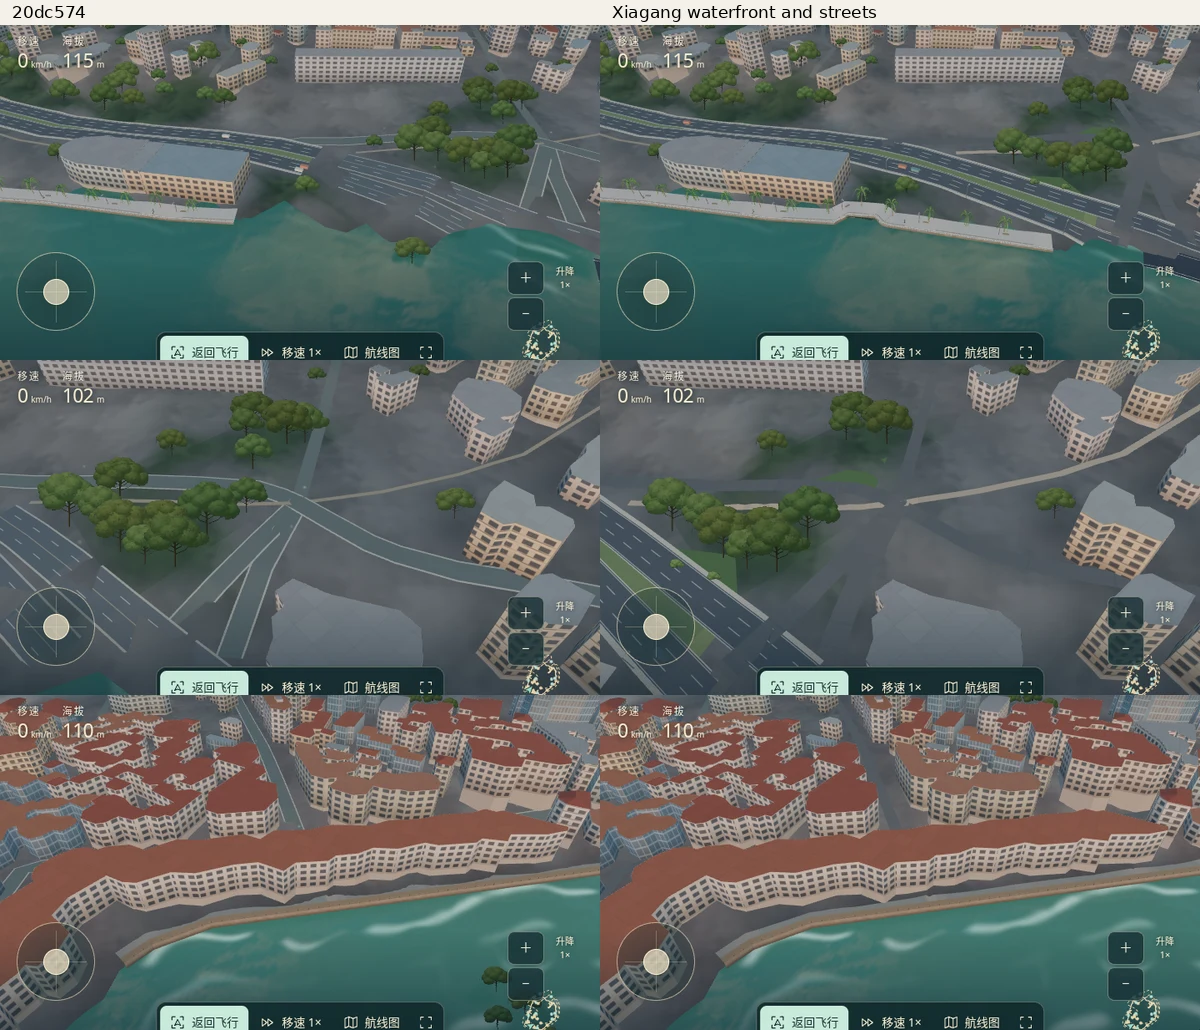 20dc574
Xiagang waterfront and streets
移速 海拔
0 km/h 115 m
升降
1×
+
−
返回飞行 移速 1× 航线图
移速 海拔
0 km/h 115 m
升降
1×
+
−
返回飞行 移速 1× 航线图
移速 海拔
0 km/h 102 m
升降
1×
+
−
返回飞行 移速 1× 航线图
移速 海拔
0 km/h 102 m
升降
1×
+
−
返回飞行 移速 1× 航线图
移速 海拔
0 km/h 110 m
升降
1×
+
−
返回飞行 移速 1× 航线图
移速 海拔
0 km/h 110 m
升降
1×
+
−
返回飞行 移速 1× 航线图